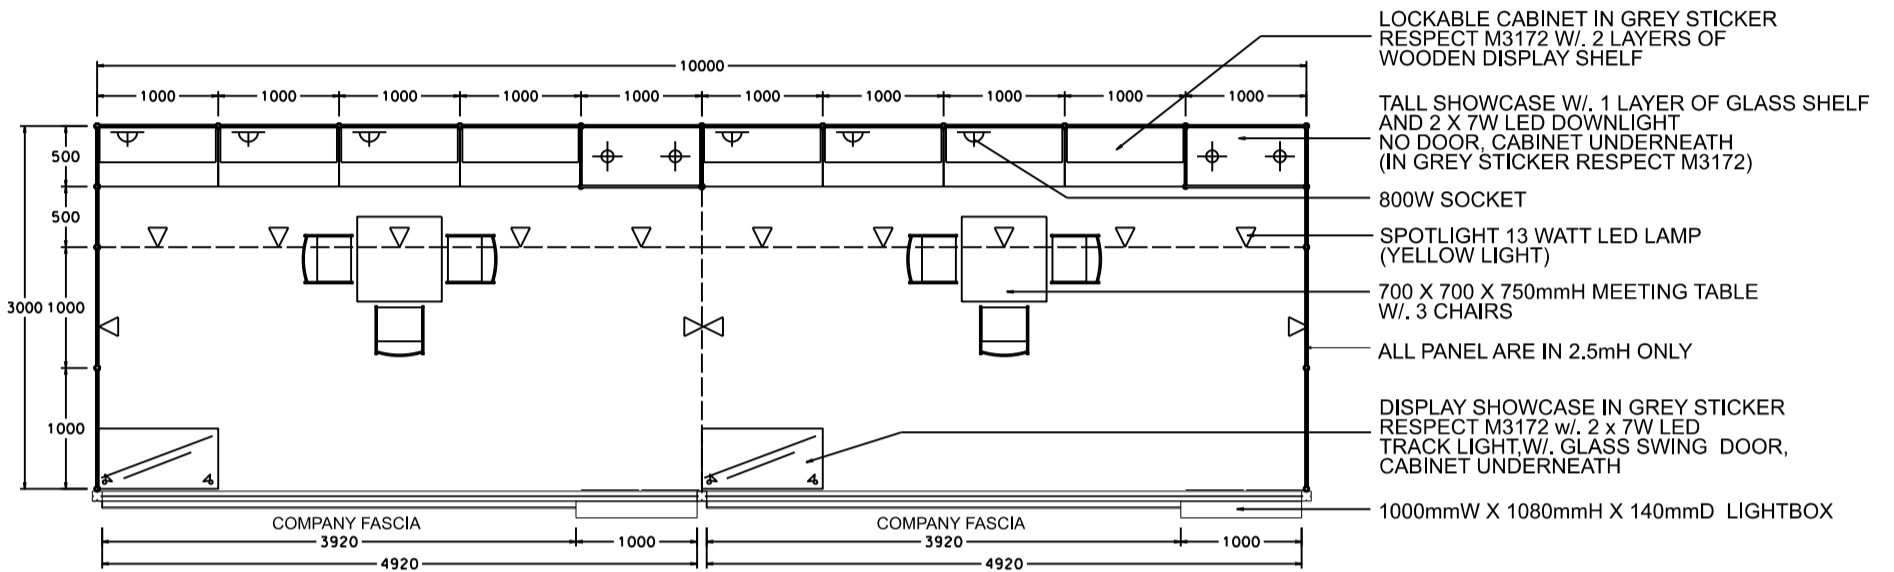 LOCKABLE CABINET IN GREY STICKER
RESPECT M3172 W/. 2 LAYERS OF
WOODEN DISPLAY SHELF
10000
1000 1000 1000 1000 1000 1000 1000 1000 1000 1000
TALL SHOWCASE W/. 1 LAYER OF GLASS SHELF
AND 2 X 7W LED DOWNLIGHT
NO DOOR, CABINET UNDERNEATH
(IN GREY STICKER RESPECT M3172)
500
800W SOCKET
500
SPOTLIGHT 13 WATT LED LAMP
(YELLOW LIGHT)
700 X 700 X 750mmH MEETING TABLE
W/. 3 CHAIRS
3000 1000
ALL PANEL ARE IN 2.5mH ONLY
1000
DISPLAY SHOWCASE IN GREY STICKER
RESPECT M3172 w/. 2 x 7W LED
TRACK LIGHT,W/. GLASS SWING DOOR,
CABINET UNDERNEATH
1000mmW X 1080mmH X 140mmD LIGHTBOX
COMPANY FASCIA COMPANY FASCIA
3920 1000 3920 1000
4920 4920